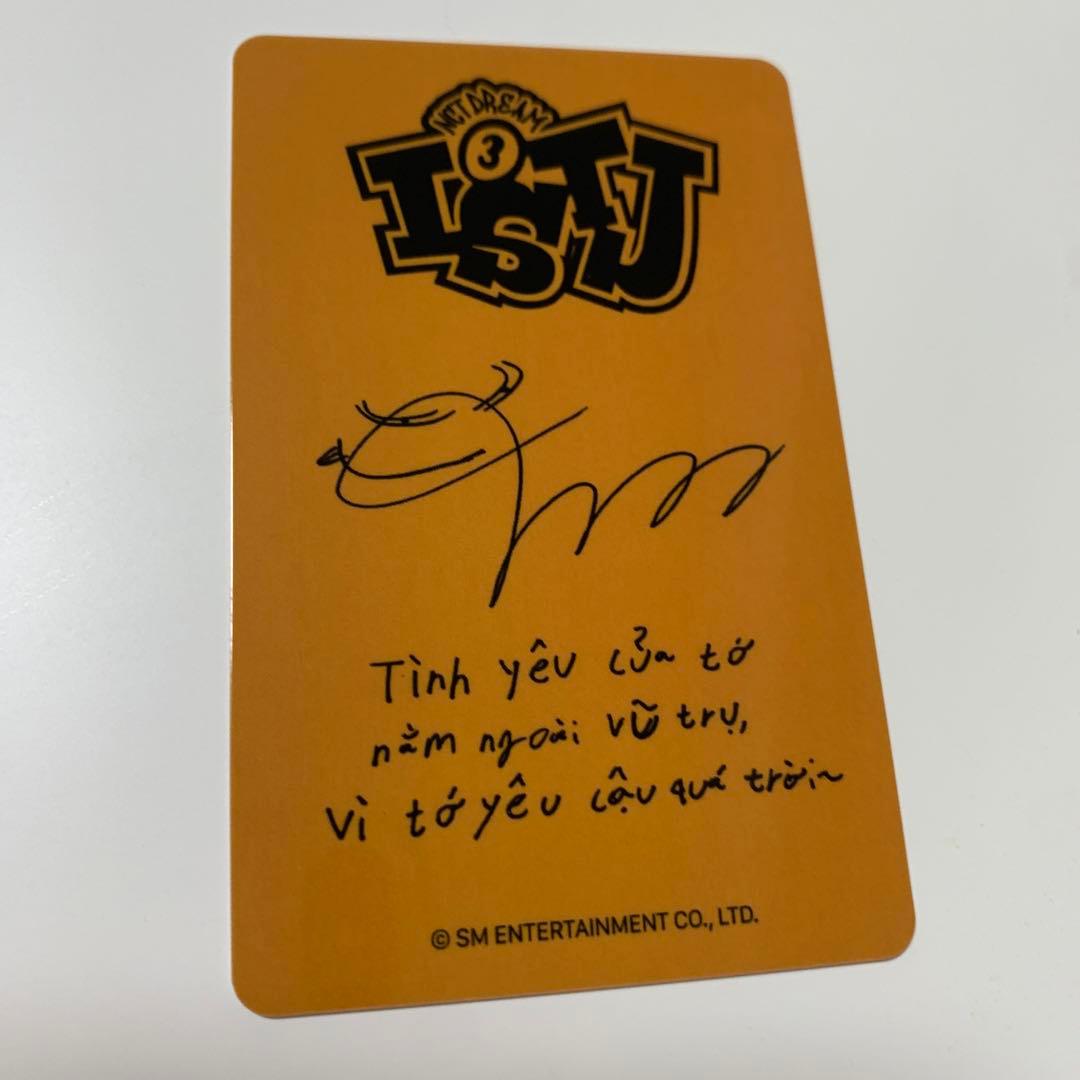 NCT DREAM
3
ISTJ
Tình yêu của tớ
nằm ngoài vũ trụ,
vì tớ yêu cậu quá trời~
© SM ENTERTAINMENT CO., LTD.